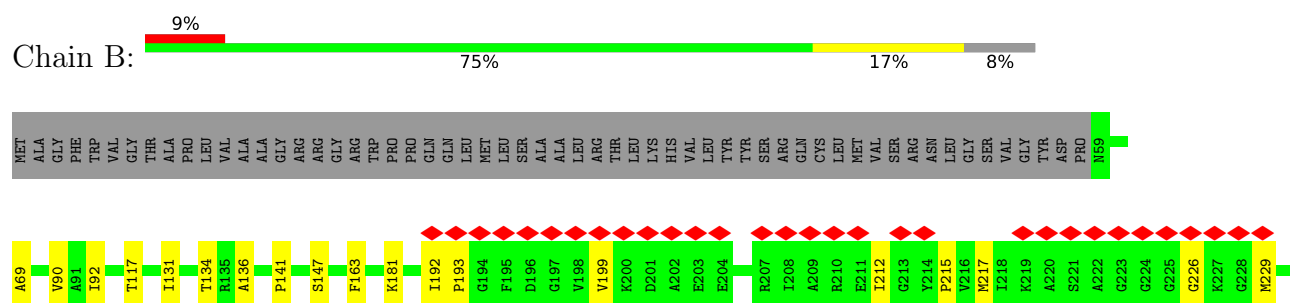 9%
Chain B:
75% 17% 8%
MET ALA GLY PHE TRP VAL GLY THR ALA PRO LEU VAL ALA ALA GLY ARG ARG GLY ARG TRP PRO PRO GLN GLN LEU MET LEU SER ALA ALA LEU ARG THR LEU LYS HIS VAL LEU TYR TYR SER ARG GLN CYS LEU MET VAL SER ARG ASN LEU GLY SER VAL GLY TYR ASP PRO N59
A69 V90 A91 I92 T117 I131 T134 R135 A136 P141 S147 F163 K181 I192 P193 G194 F195 D196 G197 V198 V199 K200 D201 A202 E203 E204 R207 I208 A209 R210 E211 I212 G213 Y214 P215 V216 M217 I218 K219 A220 S221 A222 G223 G224 G225 G226 K227 G228 M229